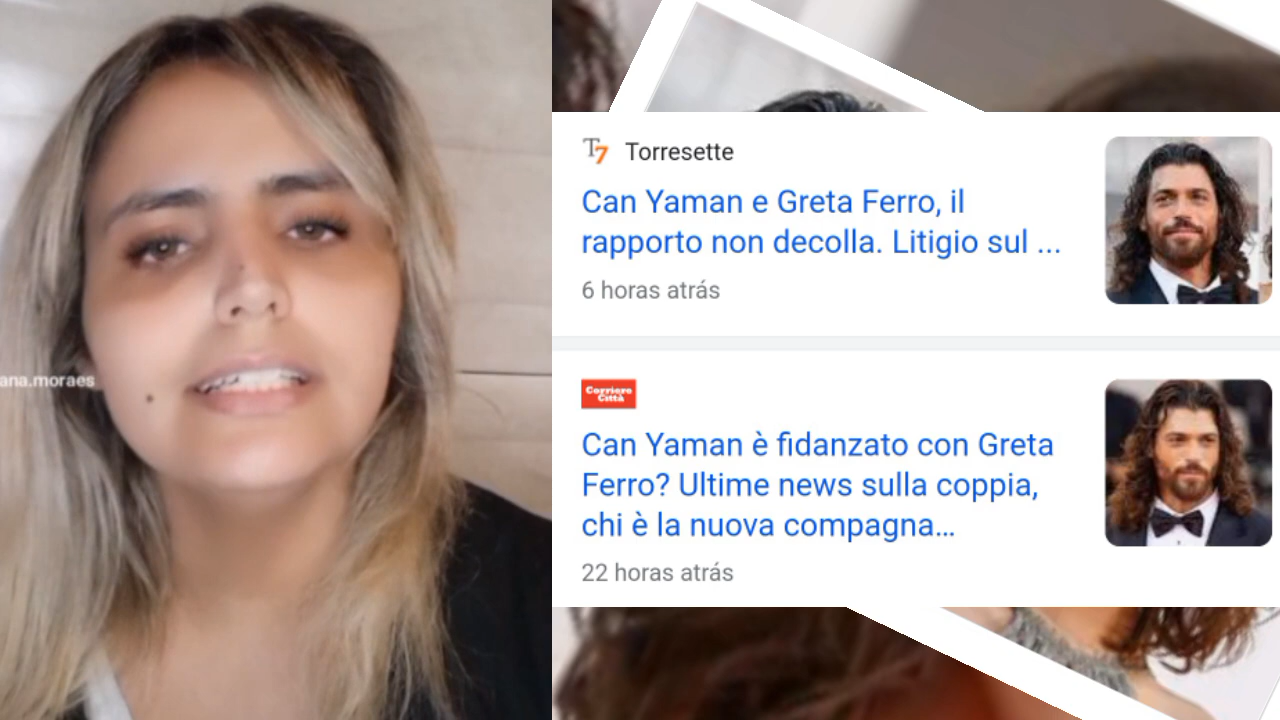 ana.moraes
T7 Torresette
Can Yaman e Greta Ferro, il
rapporto non decolla. Litigio sul ...
6 horas atrás
Corriere
Città
Can Yaman è fidanzato con Greta
Ferro? Ultime news sulla coppia,
chi è la nuova compagna...
22 horas atrás